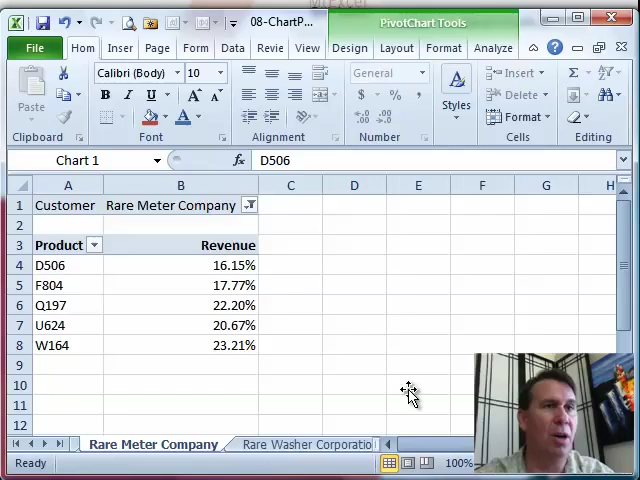 MrExcel
08-ChartP...
PivotChart Tools
File Hom Insert Page Form Data Revie View Design Layout Format Analyze
Calibri (Body) 10 General Insert
Paste Styles Delete
Format
Clipboard Font Alignment Number Cells Editing
Chart 1 fx D506
A B C D E F G H
1 Customer Rare Meter Company
2
3 Product Revenue
4 D506 16.15%
5 F804 17.77%
6 Q197 22.20%
7 U624 20.67%
8 W164 23.21%
9
10
11
12
Rare Meter Company Rare Washer Corporatio
Ready 100%